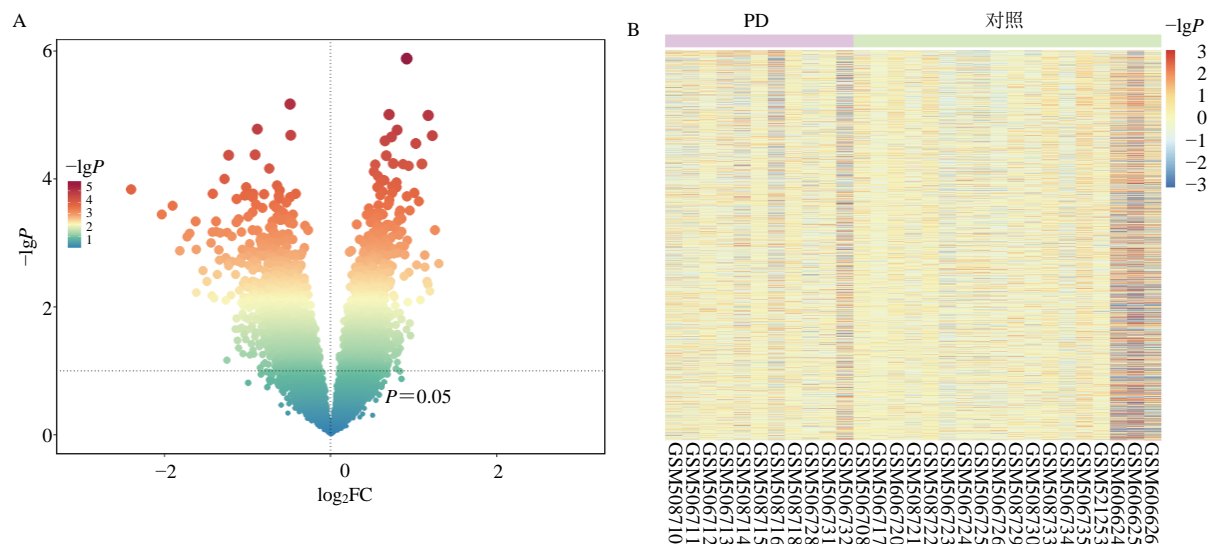 A
−lgP
6
4
2
0
−lgP
5
4
3
2
1
P=0.05
−2
0
2
log₂FC
B
PD
对照
−lgP
3
2
1
0
−1
−2
−3
GSM508710
GSM506711
GSM506712
GSM506713
GSM508714
GSM508715
GSM508716
GSM508718
GSM506728
GSM506731
GSM506732
GSM506708
GSM506717
GSM606720
GSM508721
GSM508722
GSM506723
GSM506724
GSM506725
GSM506726
GSM508729
GSM508730
GSM508733
GSM506734
GSM506735
GSM521253
GSM606624
GSM606625
GSM606626